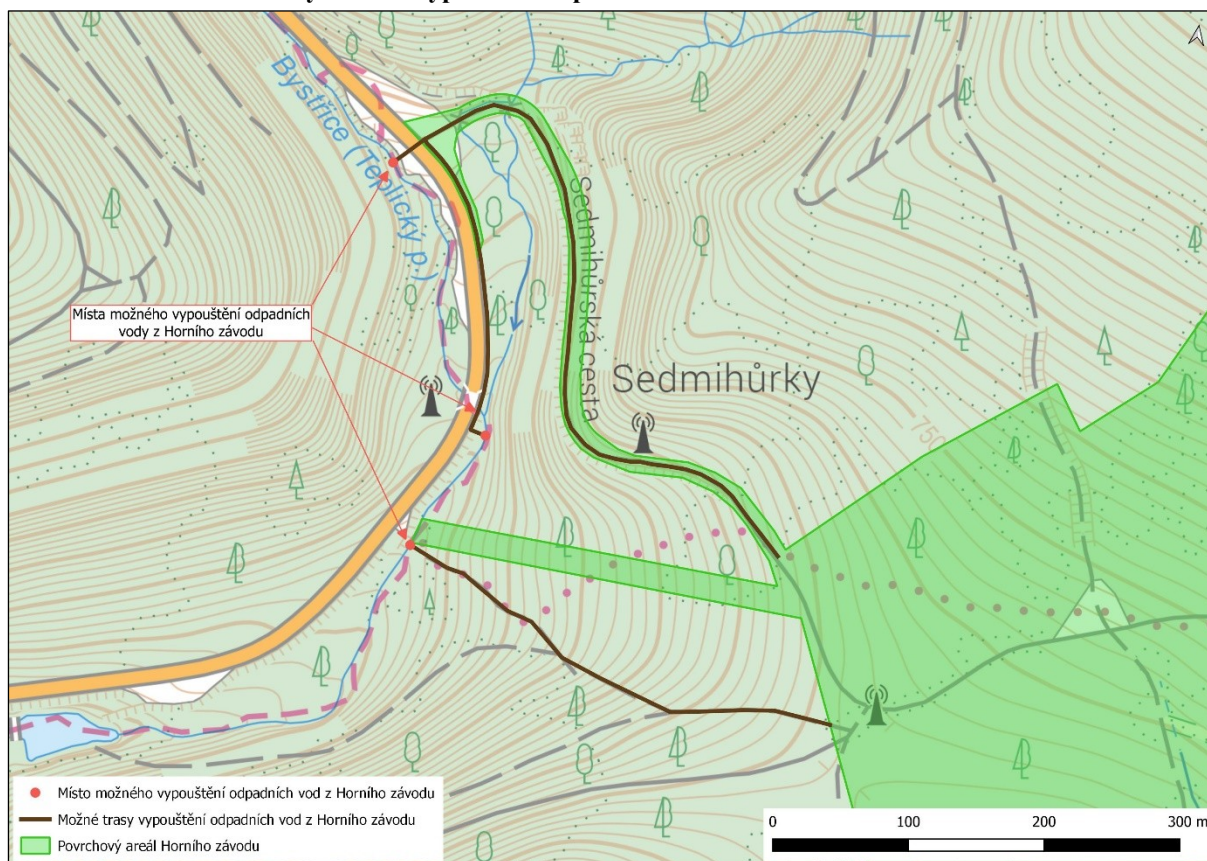 Bystřice (Teplický p.)
Sedmihůrská cesta
Místa možného vypouštění odpadních
vody z Horního závodu
Sedmihůrky
750
Místo možného vypouštění odpadních vod z Horního závodu
Možné trasy vypouštění odpadních vod z Horního závodu
Povrchový areál Horního závodu
0 100 200 300 m